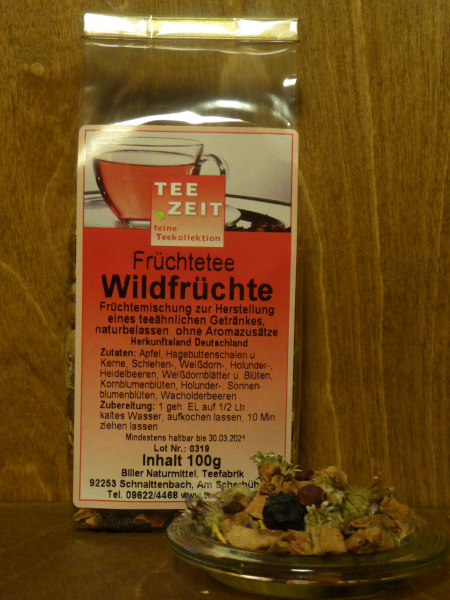 TEE
ZEIT
feine
Teekollektion
Früchtetee
Wildfrüchte
Früchtemischung zur Herstellung
eines teeähnlichen Getränkes,
naturbelassen ohne Aromazusätze
Herkunftsland Deutschland
Zutaten: Apfel, Hagebuttenschalen u.
Kerne, Schlehen-, Weißdorn-, Holunder-,
Heidelbeeren, Weißdornblätter u. Blüten,
Kornblumenblüten, Holunder-, Sonnen-
blumenblüten, Wacholderbeeren
Zubereitung: 1 geh. EL auf 1/2 Ltr.
kaltes Wasser, aufkochen lassen, 10 Min.
ziehen lassen
Mindestens haltbar bis 30.03.2021
Lot Nr.: 0319
Inhalt 100g
Biller Naturmittel, Teefabrik
92253 Schnaittenbach, Am
Tel. 09622/4468